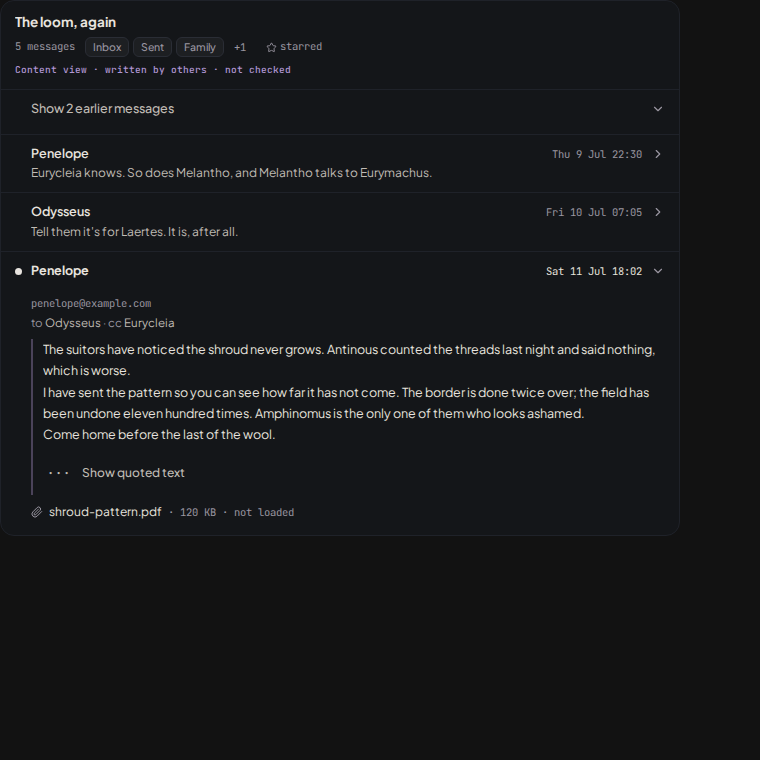 The loom, again
5 messages Inbox Sent Family +1 starred
Content view · written by others · not checked
Show 2 earlier messages
Penelope Thu 9 Jul 22:30
Eurycleia knows. So does Melantho, and Melantho talks to Eurymachus.
Odysseus Fri 10 Jul 07:05
Tell them it's for Laertes. It is, after all.
Penelope Sat 11 Jul 18:02
penelope@example.com
to Odysseus · cc Eurycleia
The suitors have noticed the shroud never grows. Antinous counted the threads last night and said nothing,
which is worse.
I have sent the pattern so you can see how far it has not come. The border is done twice over; the field has
been undone eleven hundred times. Amphinomus is the only one of them who looks ashamed.
Come home before the last of the wool.
··· Show quoted text
shroud-pattern.pdf · 120 KB · not loaded